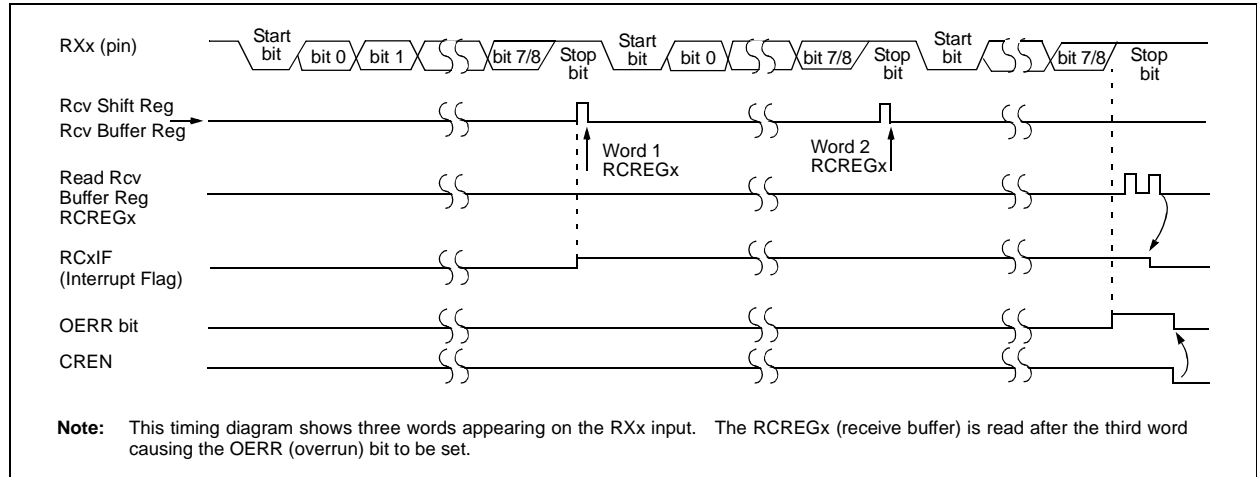 RXx (pin)
Start bit
bit 0
bit 1
bit 7/8
Stop bit
Start bit
bit 0
bit 7/8
Stop bit
Start bit
bit 7/8
Stop bit
Rcv Shift Reg
Rcv Buffer Reg
Word 1
RCREGx
Word 2
RCREGx
Read Rcv
Buffer Reg
RCREGx
RCxIF
(Interrupt Flag)
OERR bit
CREN
Note: This timing diagram shows three words appearing on the RXx input. The RCREGx (receive buffer) is read after the third word
causing the OERR (overrun) bit to be set.